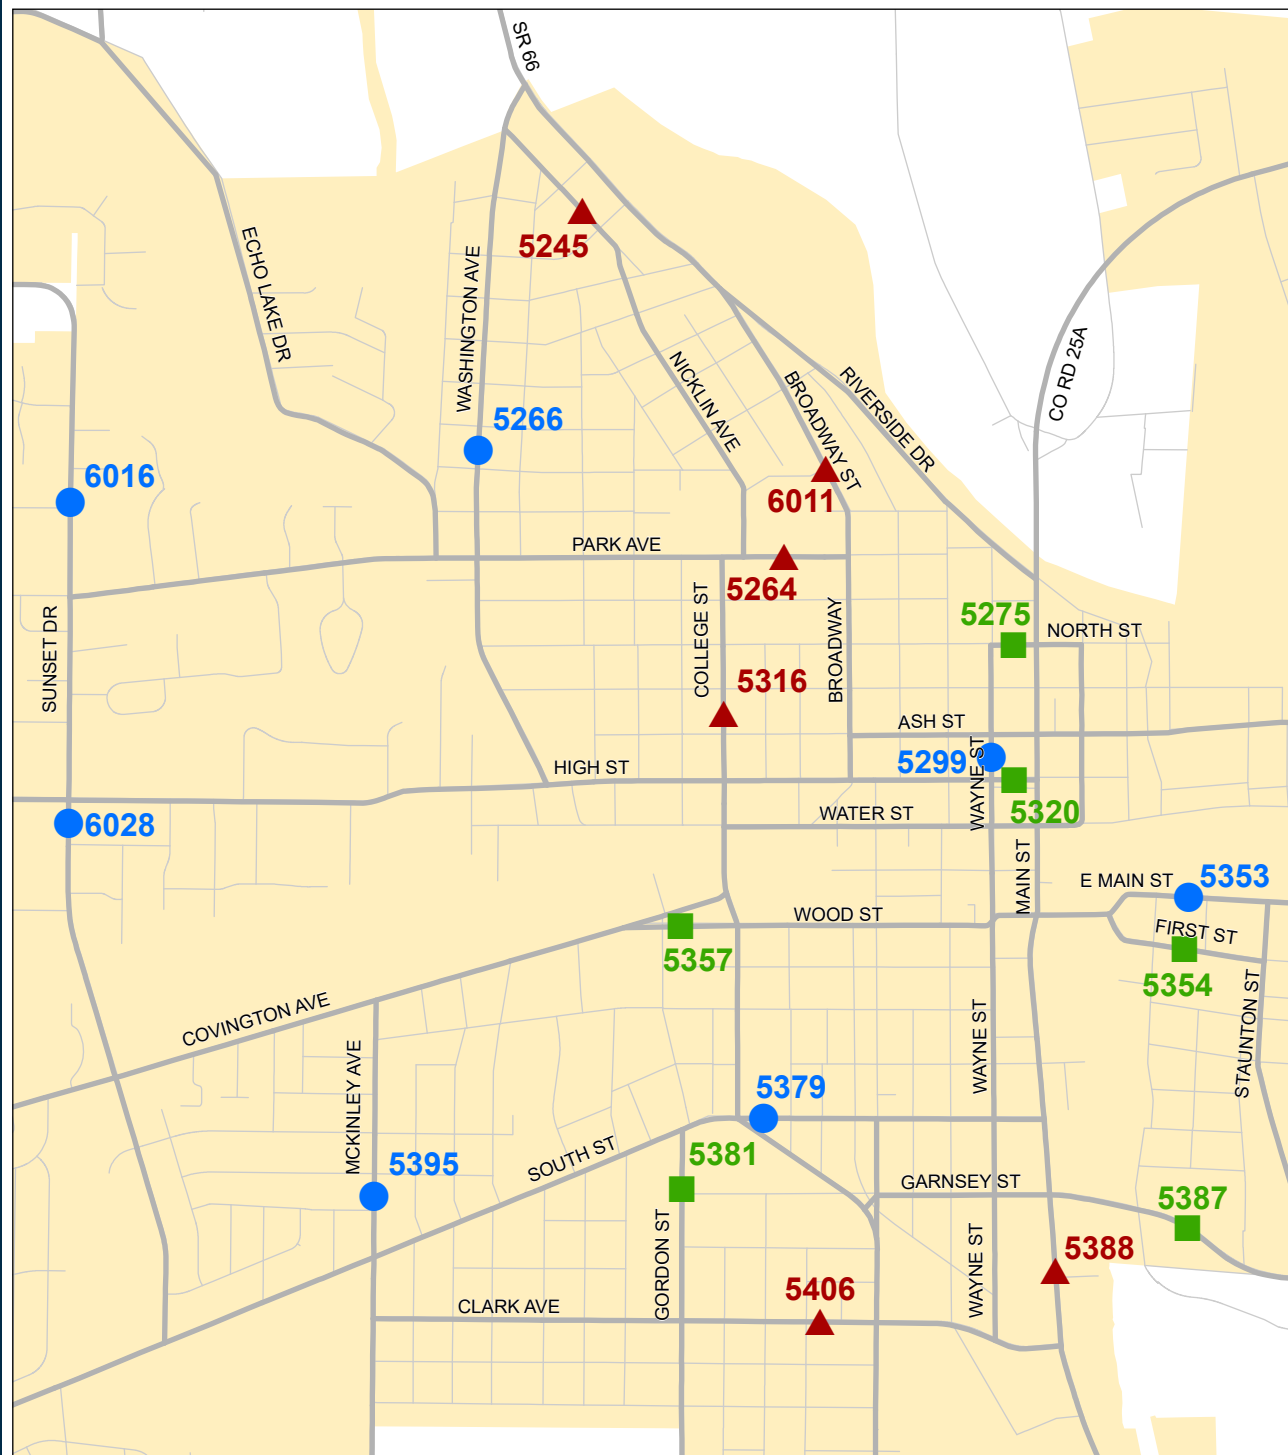 SR 66
5245
ECHO LAKE DR
WASHINGTON AVE
CO RD 25A
NICKLIN AVE
BROADWAY ST
RIVERSIDE DR
5266
6016
6011
PARK AVE
5264
COLLEGE ST
BROADWAY
5275
NORTH ST
SUNSET DR
5316
ASH ST
5299
WAYNE ST
HIGH ST
5320
6028
WATER ST
MAIN ST
E MAIN ST
5353
WOOD ST
FIRST ST
5357
5354
COVINGTON AVE
STAUNTON ST
WAYNE ST
MCKINLEY AVE
5379
SOUTH ST
5381
5395
GARNSEY ST
5387
GORDON ST
WAYNE ST
5388
5406
CLARK AVE